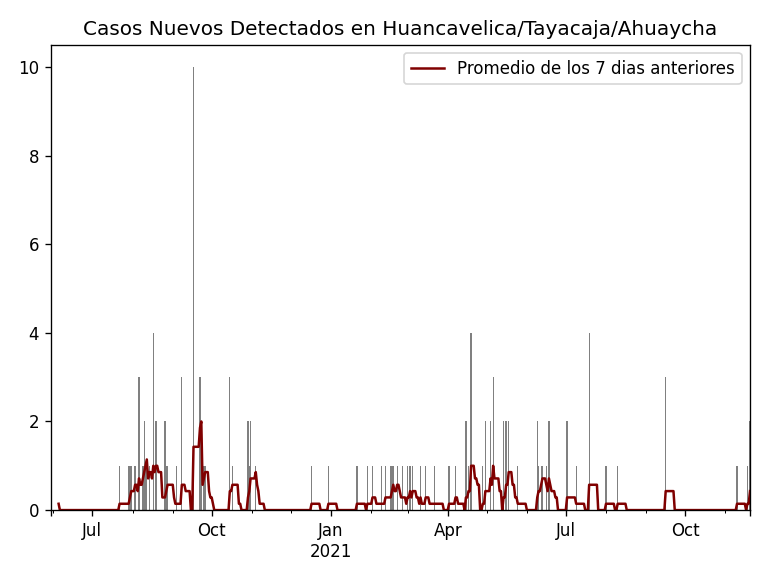 Casos Nuevos Detectados en Huancavelica/Tayacaja/Ahuaycha
Promedio de los 7 dias anteriores
10
8
6
4
2
0
Jul Oct Jan Apr Jul Oct
2021